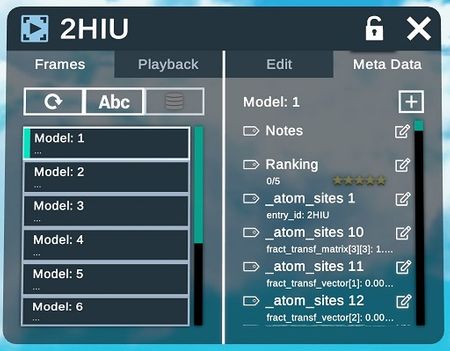 2HIU
Frames
Playback
Edit
Meta Data
Abc
Model: 1
...
Model: 2
...
Model: 3
...
Model: 4
...
Model: 5
...
Model: 6
...
Model: 1
Notes
Ranking
0/5
_atom_sites 1
entry_id: 2HIU
_atom_sites 10
fract_transf_matrix[3][3]: 1....
_atom_sites 11
fract_transf_vector[1]: 0.00...
_atom_sites 12
fract_transf_vector[2]: 0.00...